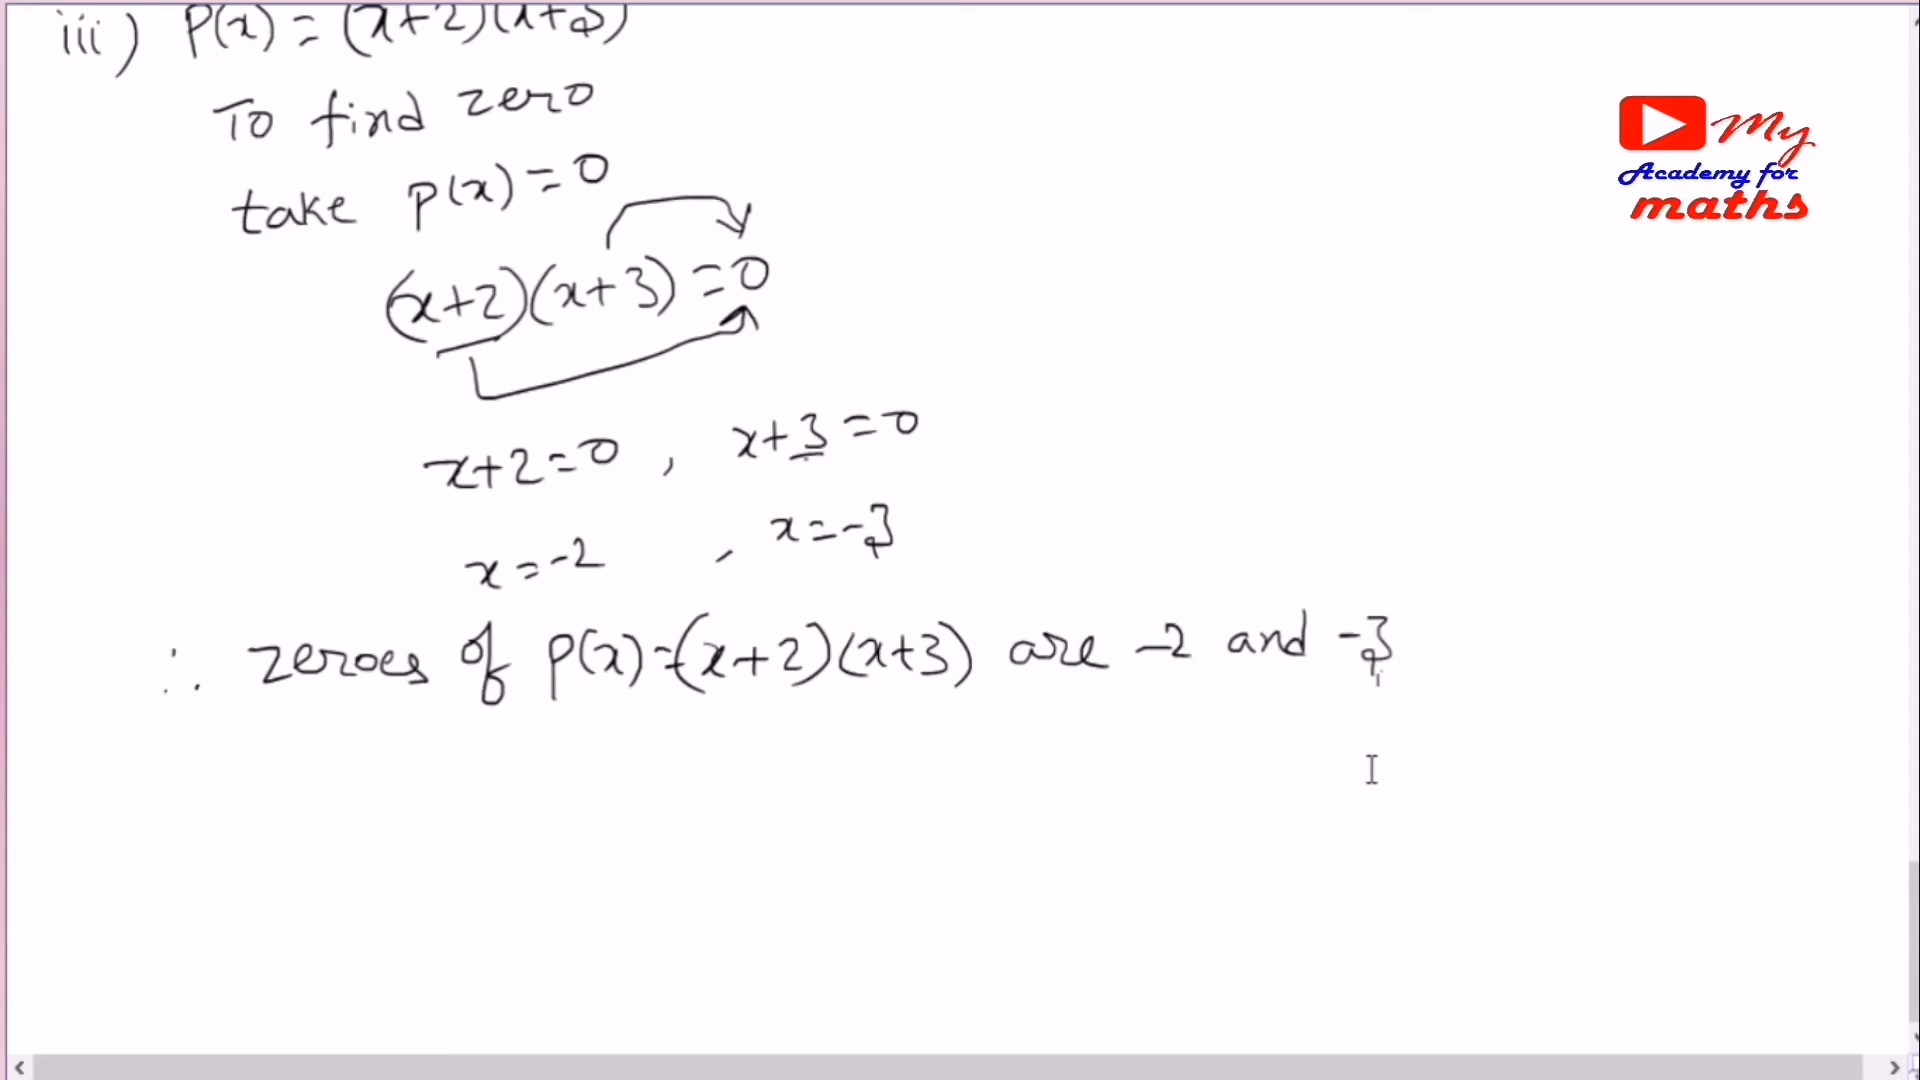 iii) P(x) = (x+2)(x+3)
To find zero
take p(x)=0
(x+2)(x+3)=0
x+2=0 , x+3=0
x=-2 , x=-3
∴ zeroes of p(x)=(x+2)(x+3) are -2 and -3
My
Academy for
maths